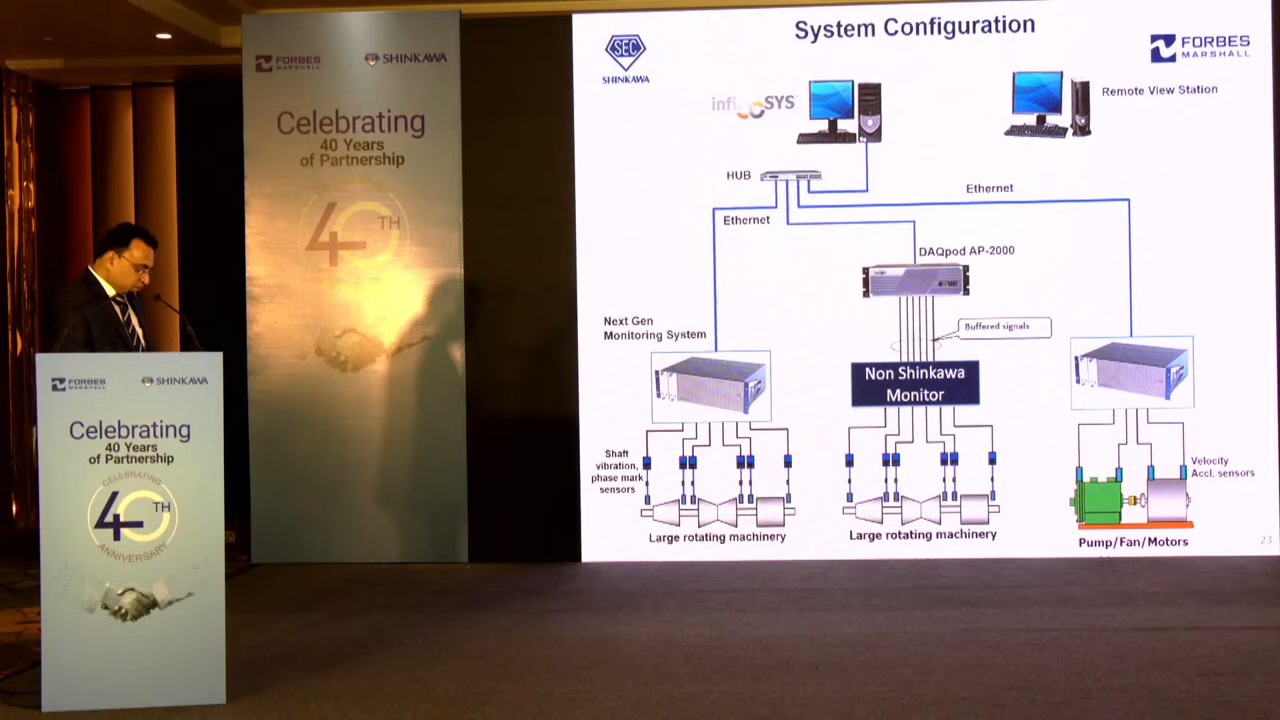 FORBES
MARSHALL
SHINKAWA
Celebrating
40 Years
of Partnership
40TH
FORBES
MARSHALL
SHINKAWA
Celebrating
40 Years
of Partnership
CELEBRATING
40TH
ANNIVERSARY
System Configuration
SEC
SHINKAWA
FORBES
MARSHALL
infiSYS
Remote View Station
HUB
Ethernet
Ethernet
DAQpod AP-2000
Next Gen
Monitoring System
Buffered signals
Non Shinkawa
Monitor
Shaft
vibration,
phase mark
sensors
Velocity
Accl. sensors
Large rotating machinery
Large rotating machinery
Pump/Fan/Motors
23